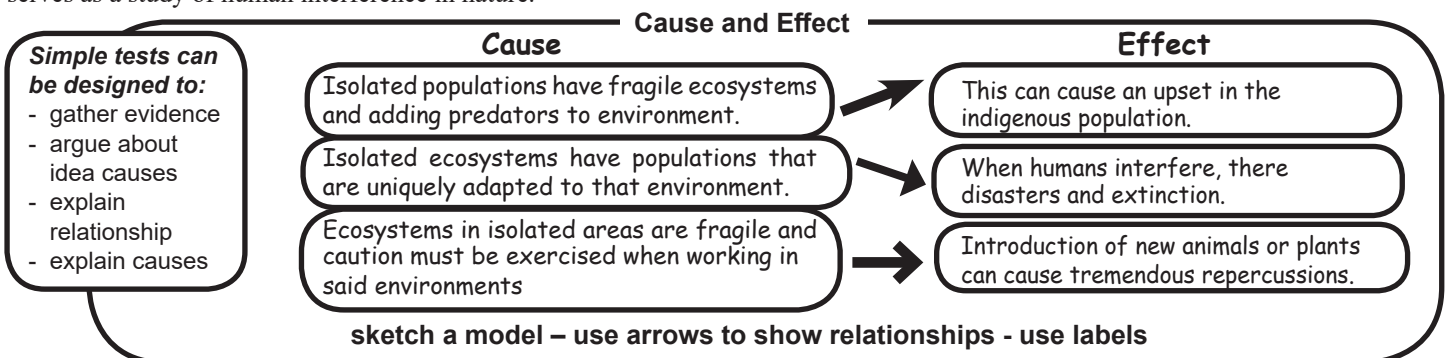 serves as a study of human interference in nature.
Cause and Effect
Simple tests can
be designed to:
- gather evidence
- argue about
idea causes
- explain
relationship
- explain causes
Cause
Effect
Isolated populations have fragile ecosystems
and adding predators to environment.
This can cause an upset in the
indigenous population.
Isolated ecosystems have populations that
are uniquely adapted to that environment.
When humans interfere, there
disasters and extinction.
Ecosystems in isolated areas are fragile and
caution must be exercised when working in
said environments
Introduction of new animals or plants
can cause tremendous repercussions.
sketch a model – use arrows to show relationships - use labels